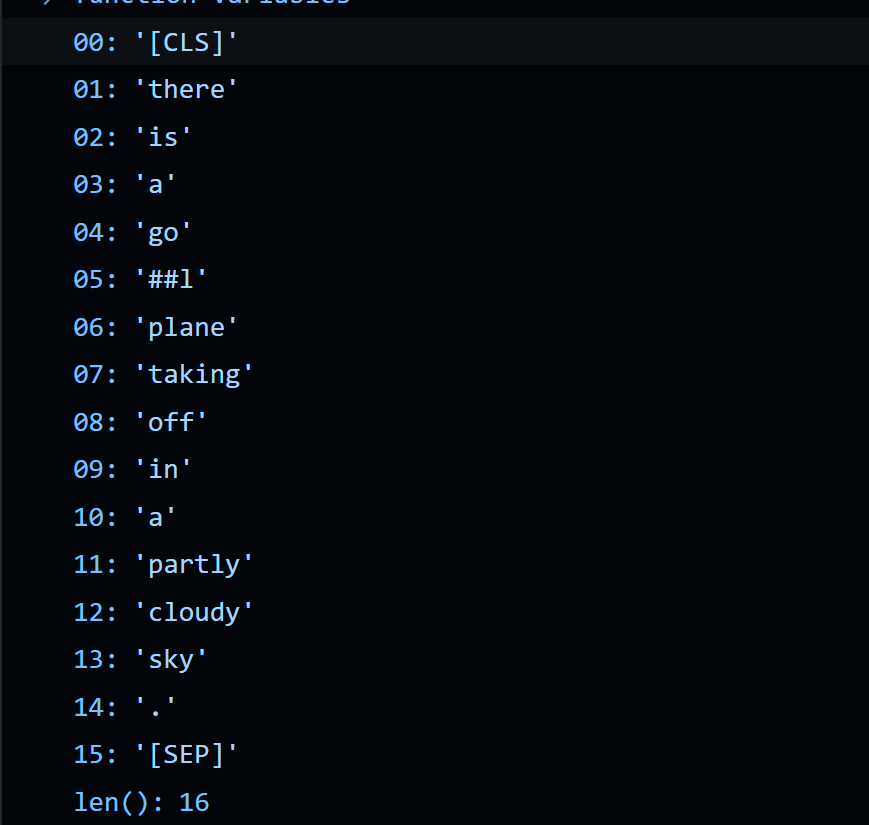 function variables
00: '[CLS]'
01: 'there'
02: 'is'
03: 'a'
04: 'go'
05: '##l'
06: 'plane'
07: 'taking'
08: 'off'
09: 'in'
10: 'a'
11: 'partly'
12: 'cloudy'
13: 'sky'
14: '.'
15: '[SEP]'
len(): 16